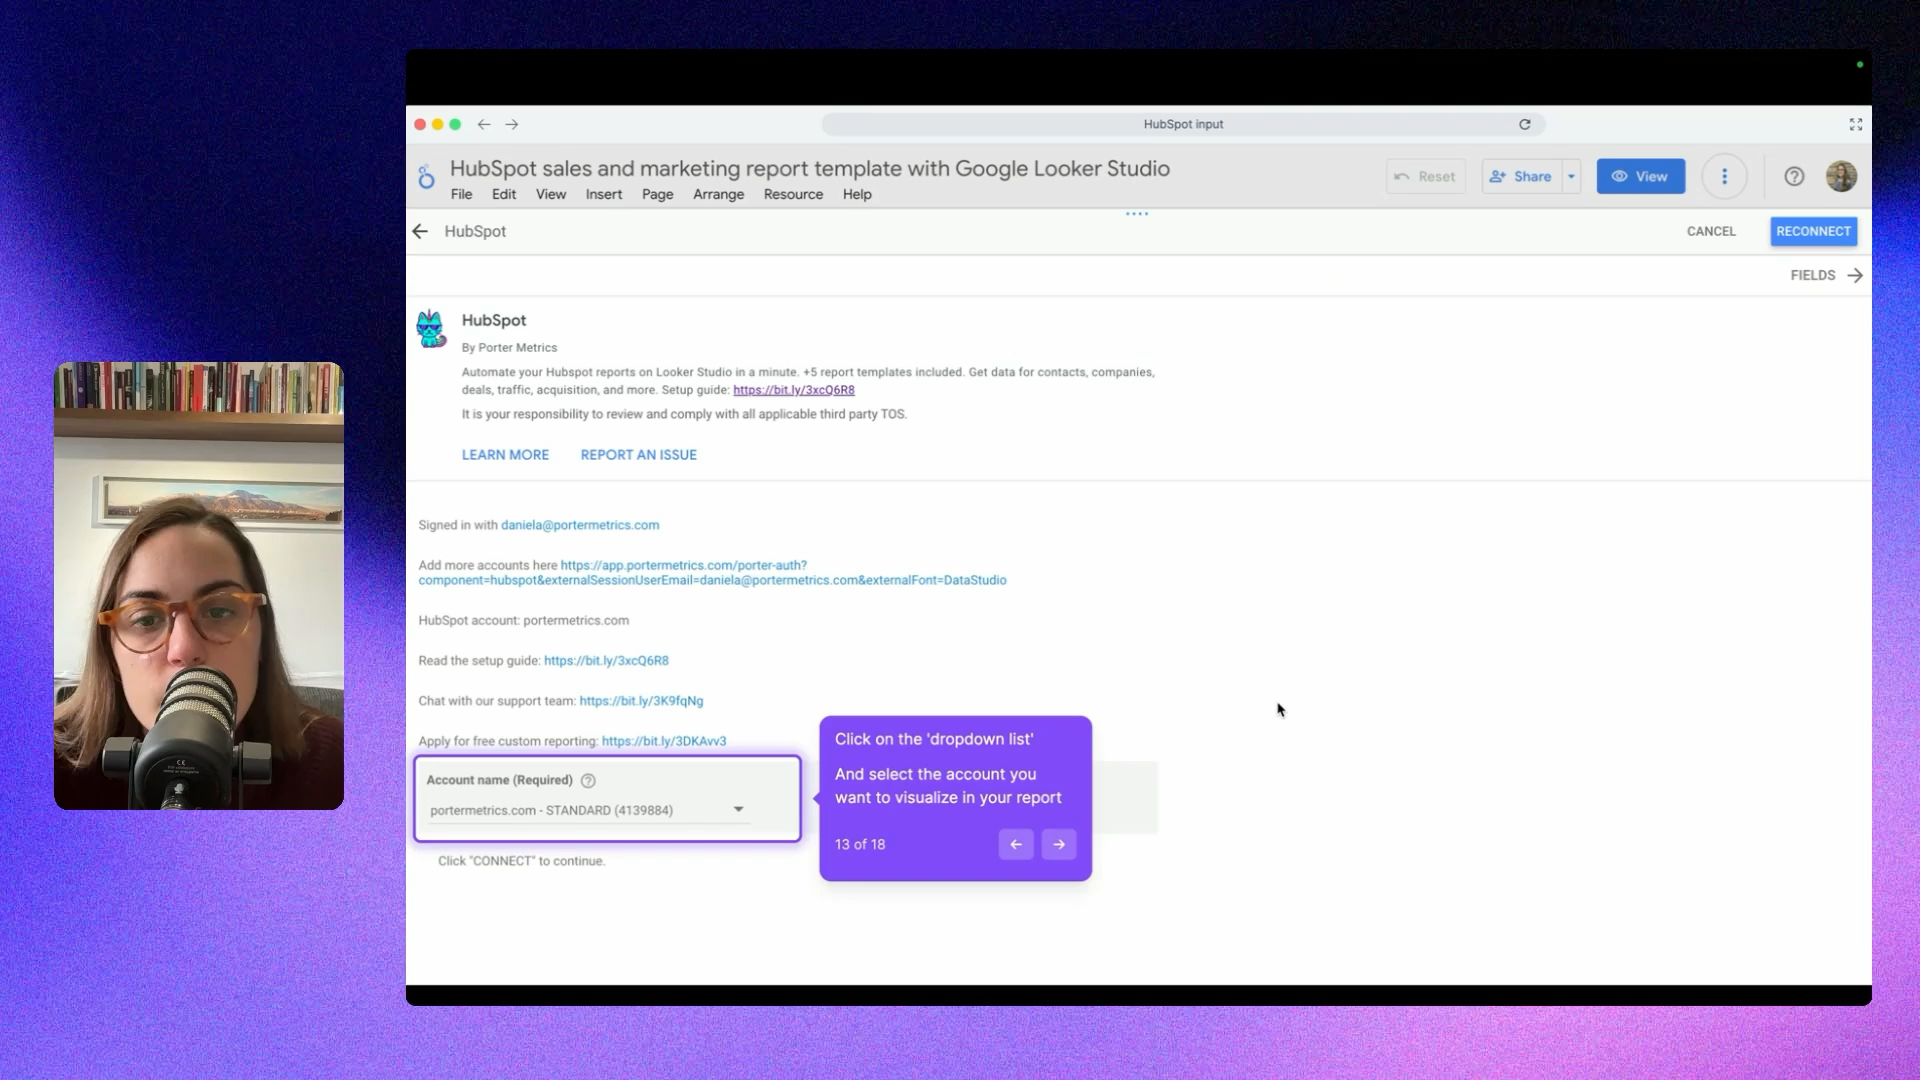 HubSpot input
HubSpot sales and marketing report template with Google Looker Studio
File Edit View Insert Page Arrange Resource Help
Reset
Share
View
HubSpot
CANCEL
RECONNECT
FIELDS
HubSpot
By Porter Metrics
Automate your Hubspot reports on Looker Studio in a minute. +5 report templates included. Get data for contacts, companies,
deals, traffic, acquisition, and more. Setup guide: https://bit.ly/3xcQ6R8
It is your responsibility to review and comply with all applicable third party TOS.
LEARN MORE
REPORT AN ISSUE
Signed in with daniela@portermetrics.com
Add more accounts here https://app.portermetrics.com/porter-auth?
component=hubspot&externalSessionUserEmail=daniela@portermetrics.com&externalFont=DataStudio
HubSpot account: portermetrics.com
Read the setup guide: https://bit.ly/3xcQ6R8
Chat with our support team: https://bit.ly/3K9fqNg
Apply for free custom reporting: https://bit.ly/3DKAvv3
Account name (Required)
portermetrics.com - STANDARD (4139884)
Click "CONNECT" to continue.
Click on the 'dropdown list'
And select the account you
want to visualize in your report
13 of 18